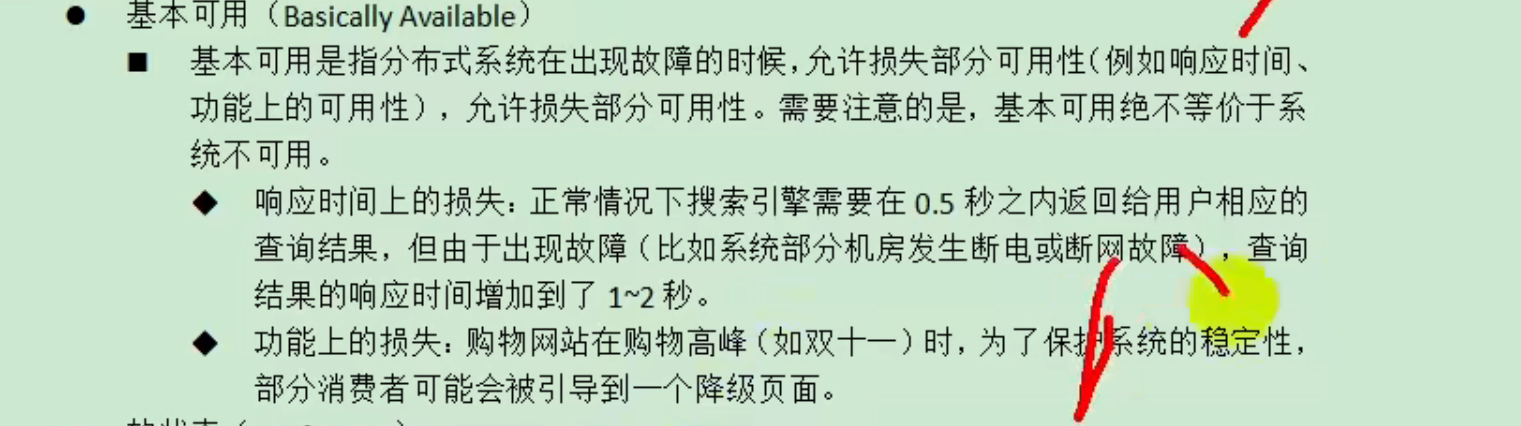 ● 基本可用（Basically Available）
■ 基本可用是指分布式系统在出现故障的时候，允许损失部分可用性（例如响应时间、
功能上的可用性），允许损失部分可用性。需要注意的是，基本可用绝不等价于系
统不可用。
◆ 响应时间上的损失：正常情况下搜索引擎需要在 0.5 秒之内返回给用户相应的
查询结果，但由于出现故障（比如系统部分机房发生断电或断网故障），查询
结果的响应时间增加到了 1~2 秒。
◆ 功能上的损失：购物网站在购物高峰（如双十一）时，为了保护系统的稳定性，
部分消费者可能会被引导到一个降级页面。